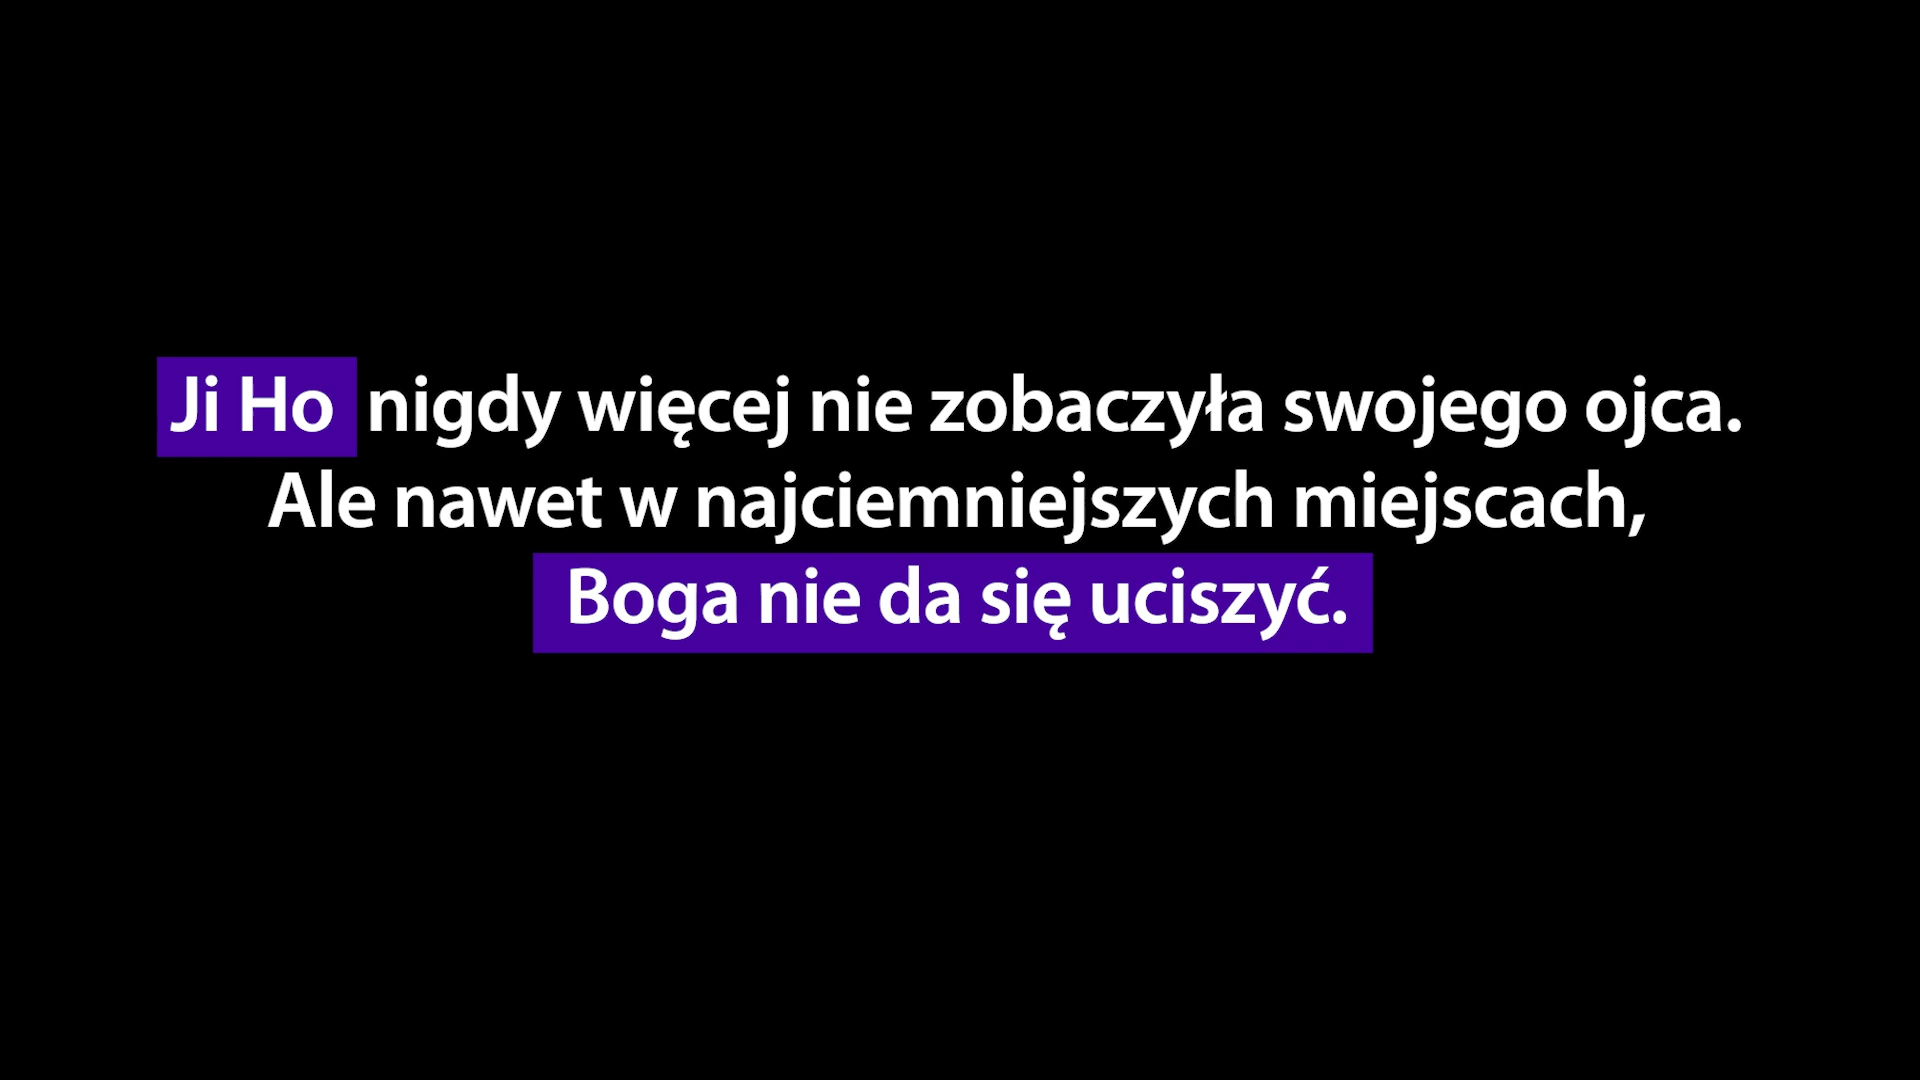 Ji Ho nigdy więcej nie zobaczyła swojego ojca.
Ale nawet w najciemniejszych miejscach,
Boga nie da się uciszyć.